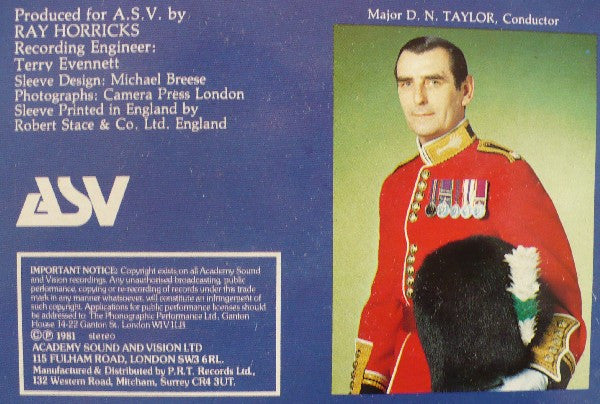 Produced for A.S.V. by
RAY HORRICKS
Recording Engineer:
Terry Evennett
Sleeve Design: Michael Breese
Photographs: Camera Press London
Sleeve Printed in England by
Robert Stace & Co. Ltd. England
ASV
IMPORTANT NOTICE: Copyright exists on all Academy Sound
and Vision recordings. Any unauthorised broadcasting, public
performance, copying or re-recording of records under this trade
mark in any manner whatsoever, will constitute an infringement of
such copyright. Applications for public performance licenses should
be addressed to The Phonographic Performance Ltd., Ganton
House 14-22 Ganton St. London W1V 1LB
©℗ 1981 stereo
ACADEMY SOUND AND VISION LTD
115 FULHAM ROAD, LONDON SW3 6RL.
Manufactured & Distributed by P.R.T. Records Ltd.,
132 Western Road, Mitcham, Surrey CR4 3UT.
Major D. N. TAYLOR, Conductor